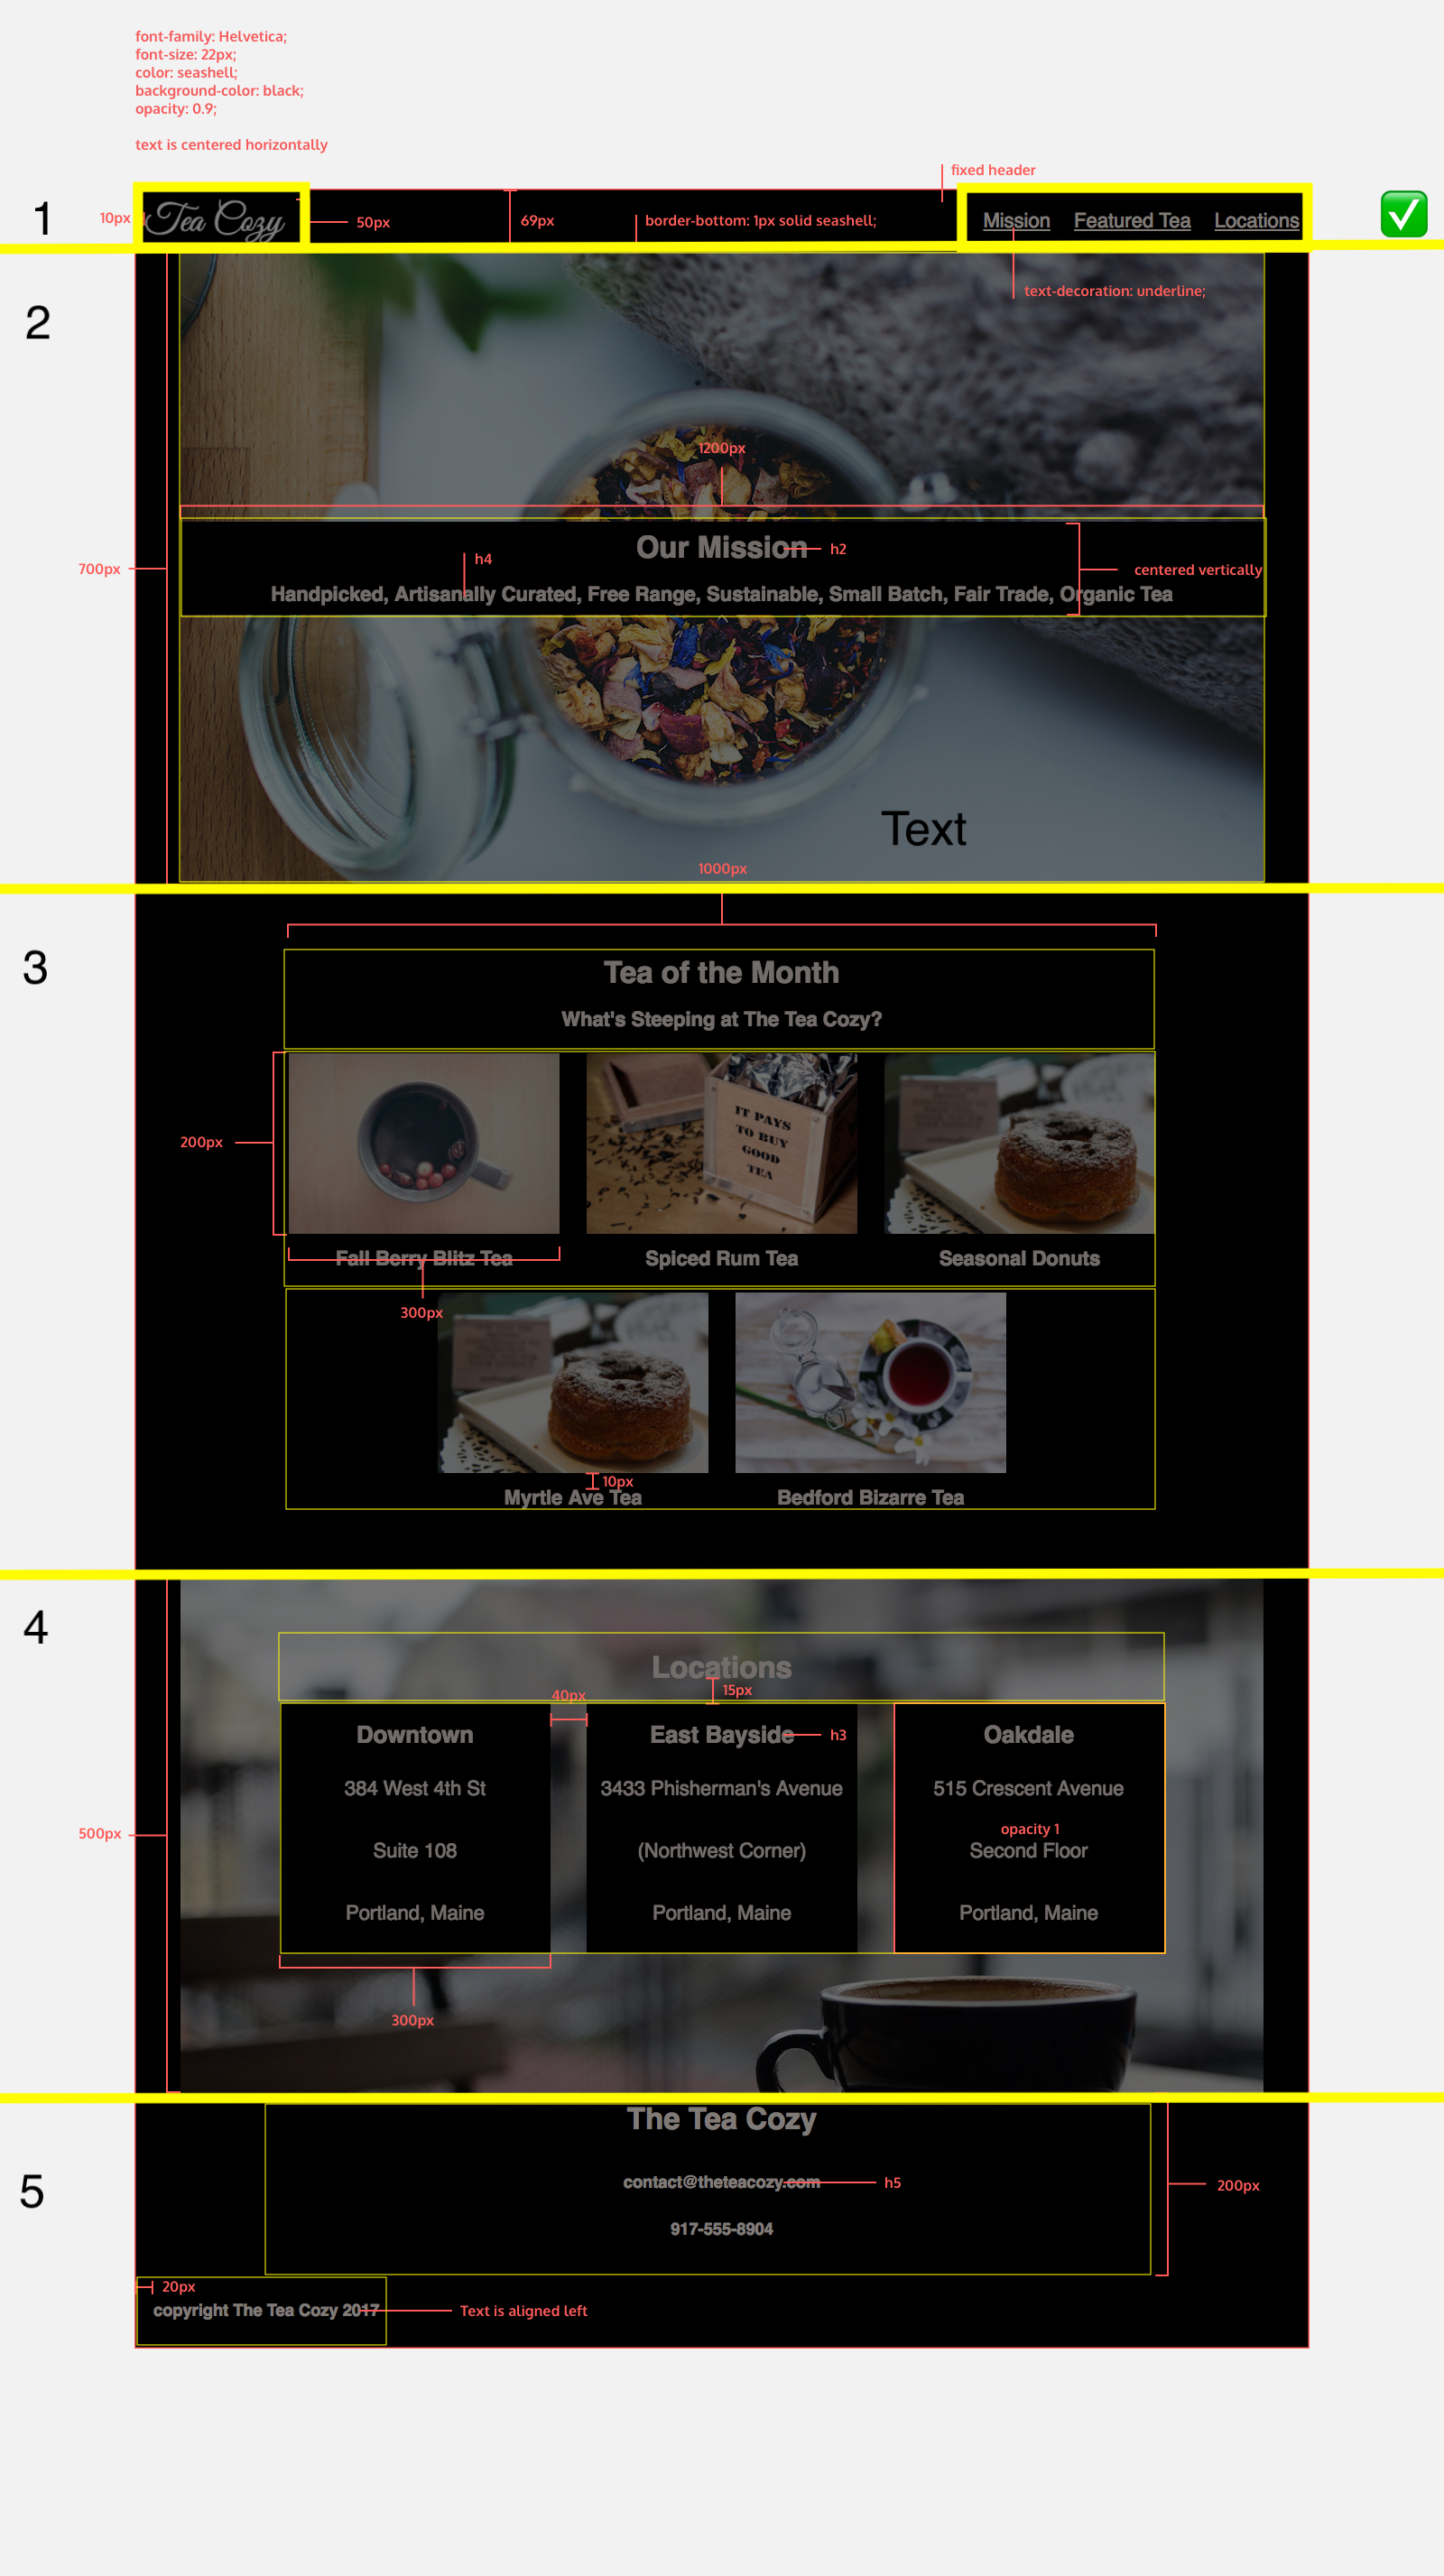 font-family: Helvetica;
font-size: 22px;
color: seashell;
background-color: black;
opacity: 0.9;
text is centered horizontally
fixed header
1
10px
Tea Cozy
50px
69px
border-bottom: 1px solid seashell;
Mission Featured Tea Locations
text-decoration: underline;
2
1200px
Our Mission
h2
h4
700px
centered vertically
Handpicked, Artisanally Curated, Free Range, Sustainable, Small Batch, Fair Trade, Organic Tea
Text
1000px
3
Tea of the Month
What's Steeping at The Tea Cozy?
200px
IT PAYS
TO BUY
GOOD
TEA
Fall Berry Blitz Tea
Spiced Rum Tea
Seasonal Donuts
300px
10px
Myrtle Ave Tea
Bedford Bizarre Tea
4
Locations
15px
40px
Downtown
East Bayside
h3
Oakdale
384 West 4th St
3433 Phisherman's Avenue
515 Crescent Avenue
opacity 1
500px
Suite 108
(Northwest Corner)
Second Floor
Portland, Maine
Portland, Maine
Portland, Maine
300px
5
The Tea Cozy
contact@theteacozy.com
h5
200px
917-555-8904
20px
copyright The Tea Cozy 2017
Text is aligned left